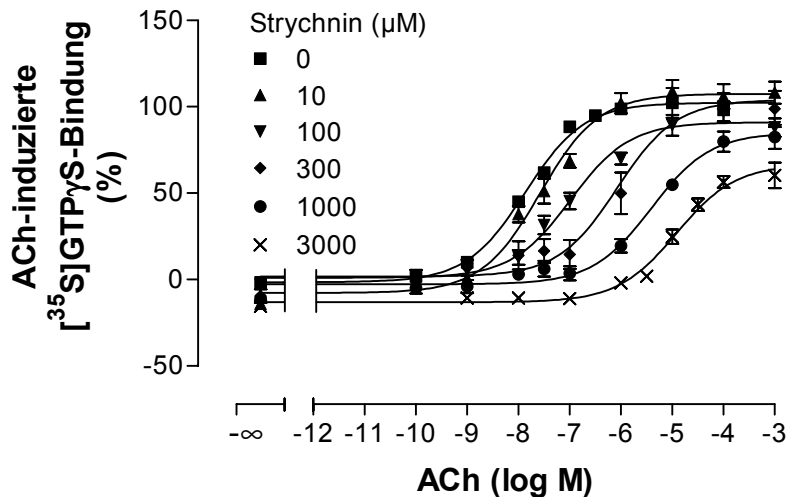 Strychnin (µM)
0
10
100
300
1000
3000
ACh-induzierte
[³⁵S]GTPγS-Bindung
(%)
150
100
50
0
-50
-∞ -12 -11 -10 -9 -8 -7 -6 -5 -4 -3
ACh (log M)